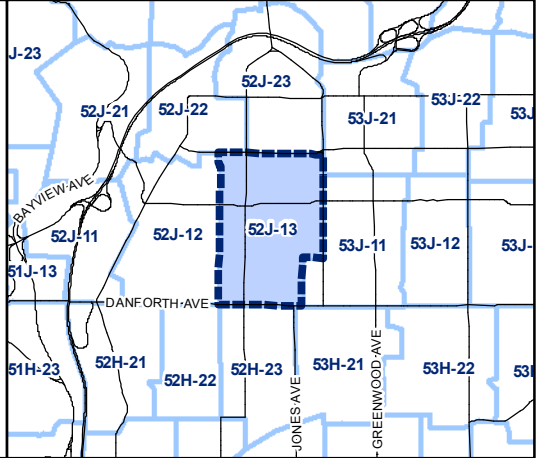 J-23
52J-23
52J-21
52J-22
53J-22
53J
53J-21
BAYVIEW AVE
52J-11
52J-12
52J-13
53J-11
53J-12
53J-
51J-13
DANFORTH AVE
51H-23
52H-21
52H-22
52H-23
53H-21
53H-22
53H
JONES AVE
GREENWOOD AVE